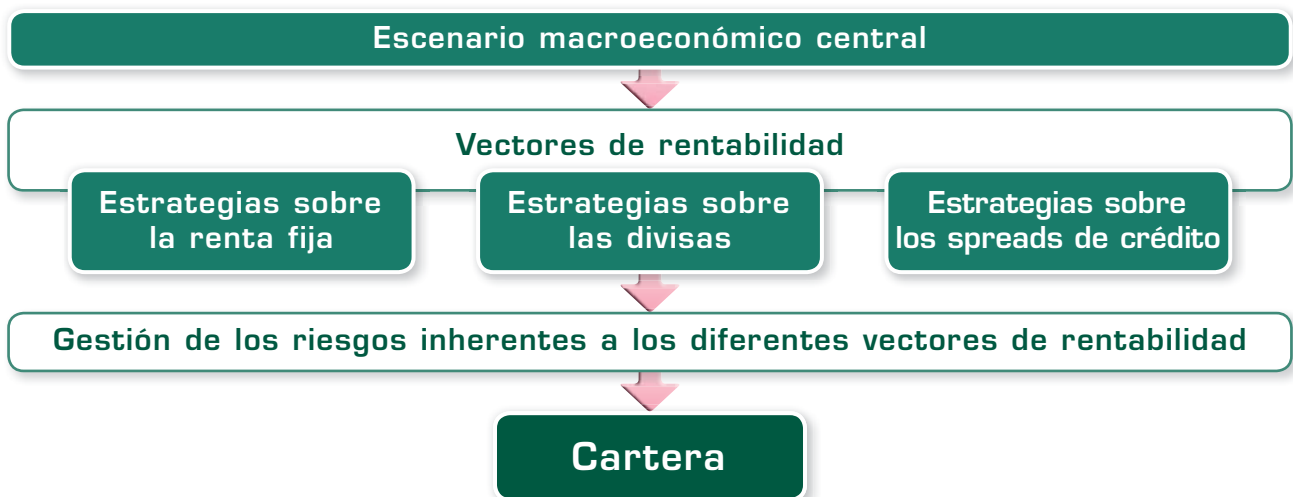 Escenario macroeconómico central
Vectores de rentabilidad
Estrategias sobre
la renta fija
Estrategias sobre
las divisas
Estrategias sobre
los spreads de crédito
Gestión de los riesgos inherentes a los diferentes vectores de rentabilidad
Cartera